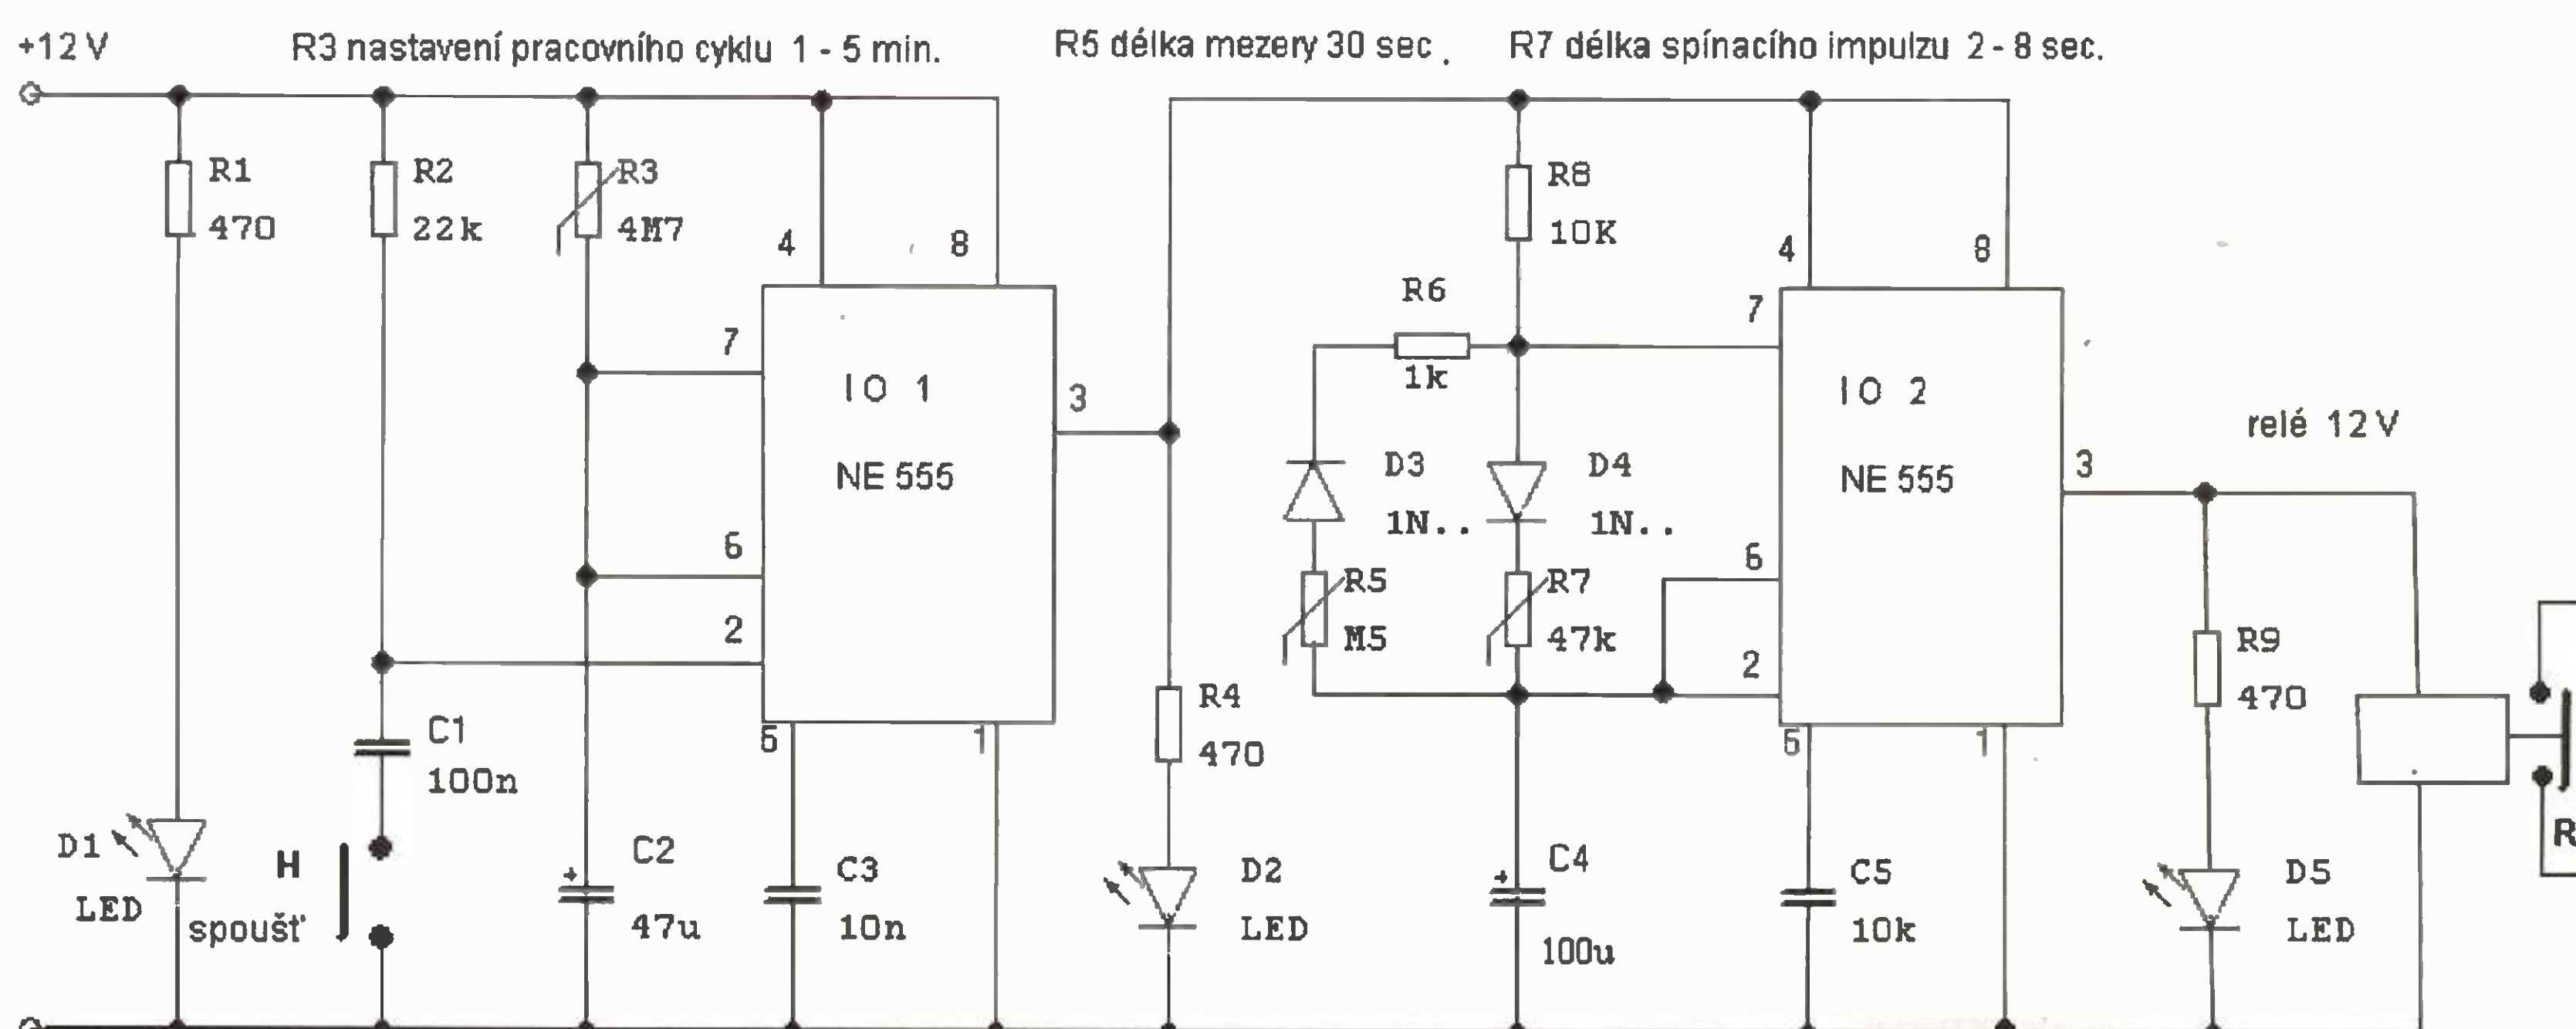 +12 V
R3 nastavení pracovního cyklu 1 - 5 min.
R5 délka mezery 30 sec .
R7 délka spínacího impulzu 2 - 8 sec.
R1
470
R2
22k
R3
4M7
4
8
7
IO 1
NE 555
6
2
5
1
3
R8
10K
R6
1k
4
8
7
IO 2
NE 555
3
relé 12 V
D3
1N..
D4
1N..
6
R5
M5
R7
47k
2
R9
470
R4
470
C1
100n
5
1
D1
LED
H
spoušť
C2
47u
C3
10n
D2
LED
C4
100u
C5
10k
D5
LED
R